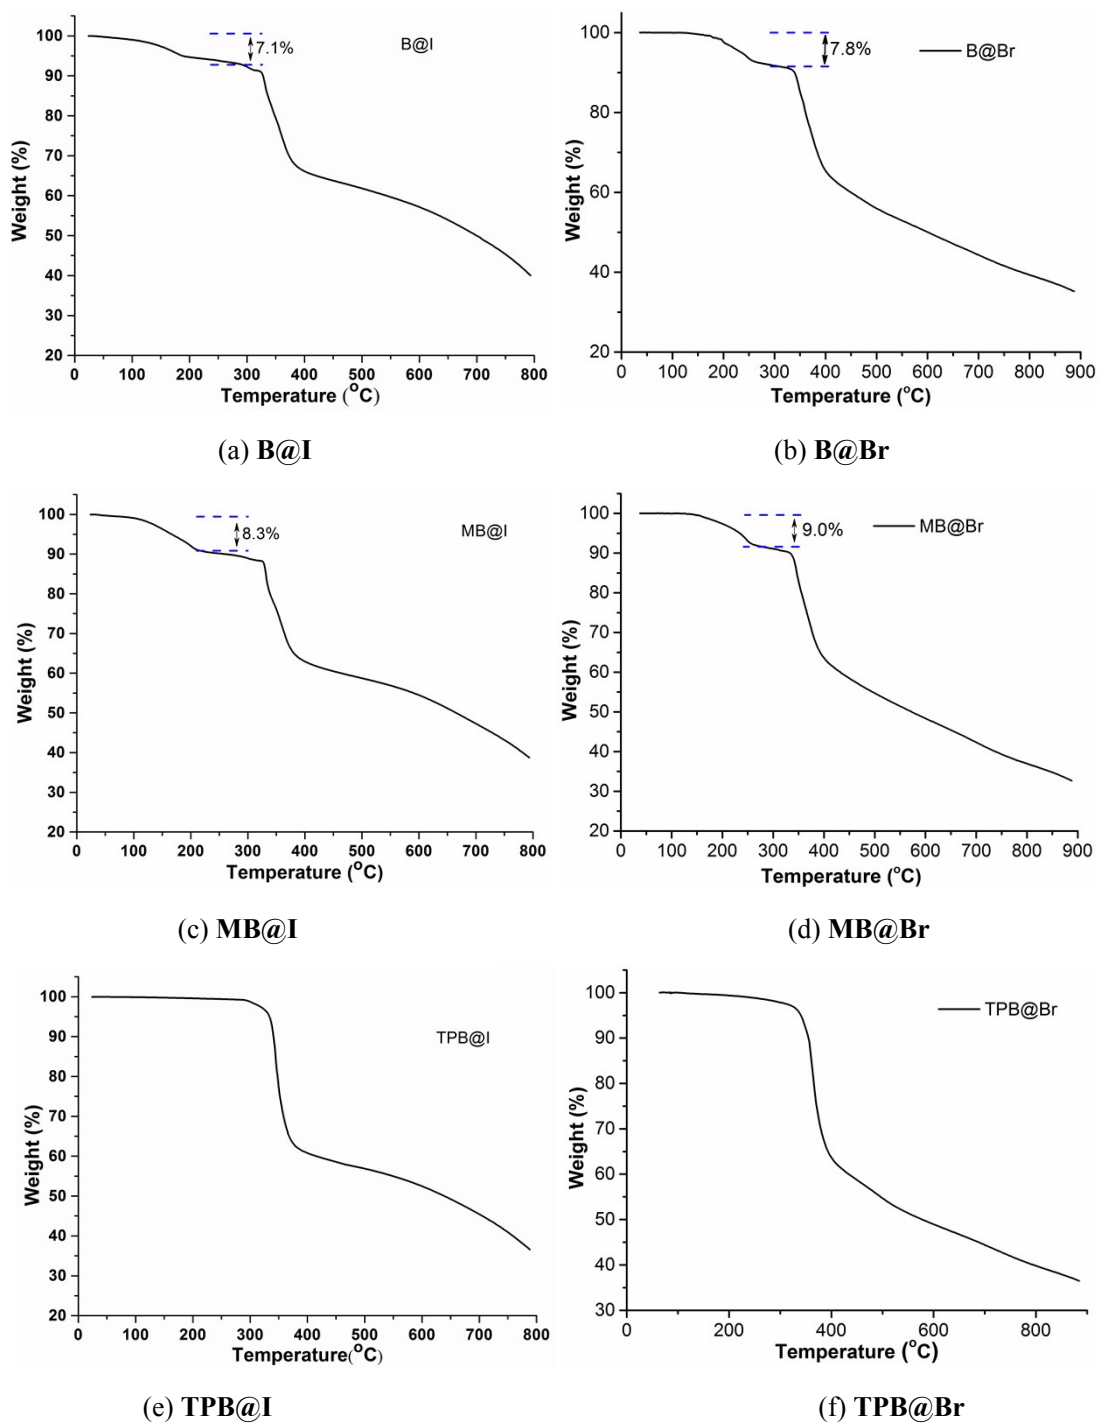 100
90
80
70
60
50
40
30
20
Weight (%)
7.1%
B@I
0 100 200 300 400 500 600 700 800
Temperature (°C)
(a) B@I
100
80
60
40
20
Weight (%)
7.8%
B@Br
0 100 200 300 400 500 600 700 800 900
Temperature (°C)
(b) B@Br
100
90
80
70
60
50
40
30
20
Weight (%)
8.3%
MB@I
0 100 200 300 400 500 600 700 800
Temperature (°C)
(c) MB@I
100
90
80
70
60
50
40
30
20
Weight (%)
9.0%
MB@Br
0 100 200 300 400 500 600 700 800 900
Temperature (°C)
(d) MB@Br
100
90
80
70
60
50
40
30
20
Weight (%)
TPB@I
0 100 200 300 400 500 600 700 800
Temperature(°C)
(e) TPB@I
100
90
80
70
60
50
40
30
Weight (%)
TPB@Br
0 200 400 600 800
Temperature (°C)
(f) TPB@Br